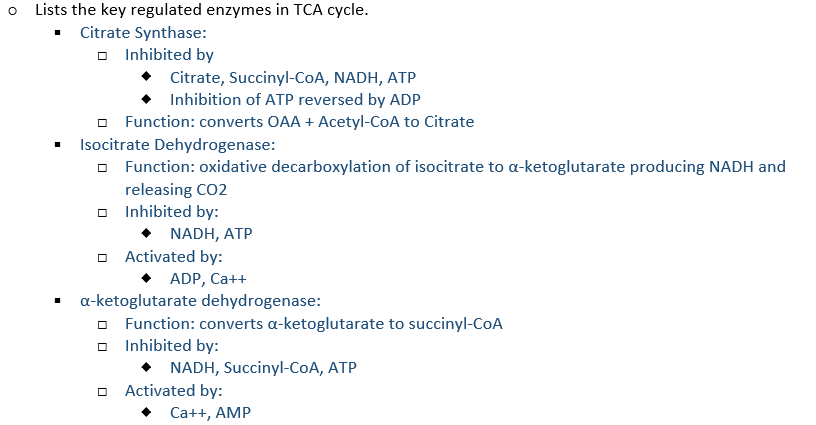 Lists the key regulated enzymes in TCA cycle.
Citrate Synthase:
Inhibited by
Citrate, Succinyl-CoA, NADH, ATP
Inhibition of ATP reversed by ADP
Function: converts OAA + Acetyl-CoA to Citrate
Isocitrate Dehydrogenase:
Function: oxidative decarboxylation of isocitrate to α-ketoglutarate producing NADH and
releasing CO2
Inhibited by:
NADH, ATP
Activated by:
ADP, Ca++
α-ketoglutarate dehydrogenase:
Function: converts α-ketoglutarate to succinyl-CoA
Inhibited by:
NADH, Succinyl-CoA, ATP
Activated by:
Ca++, AMP